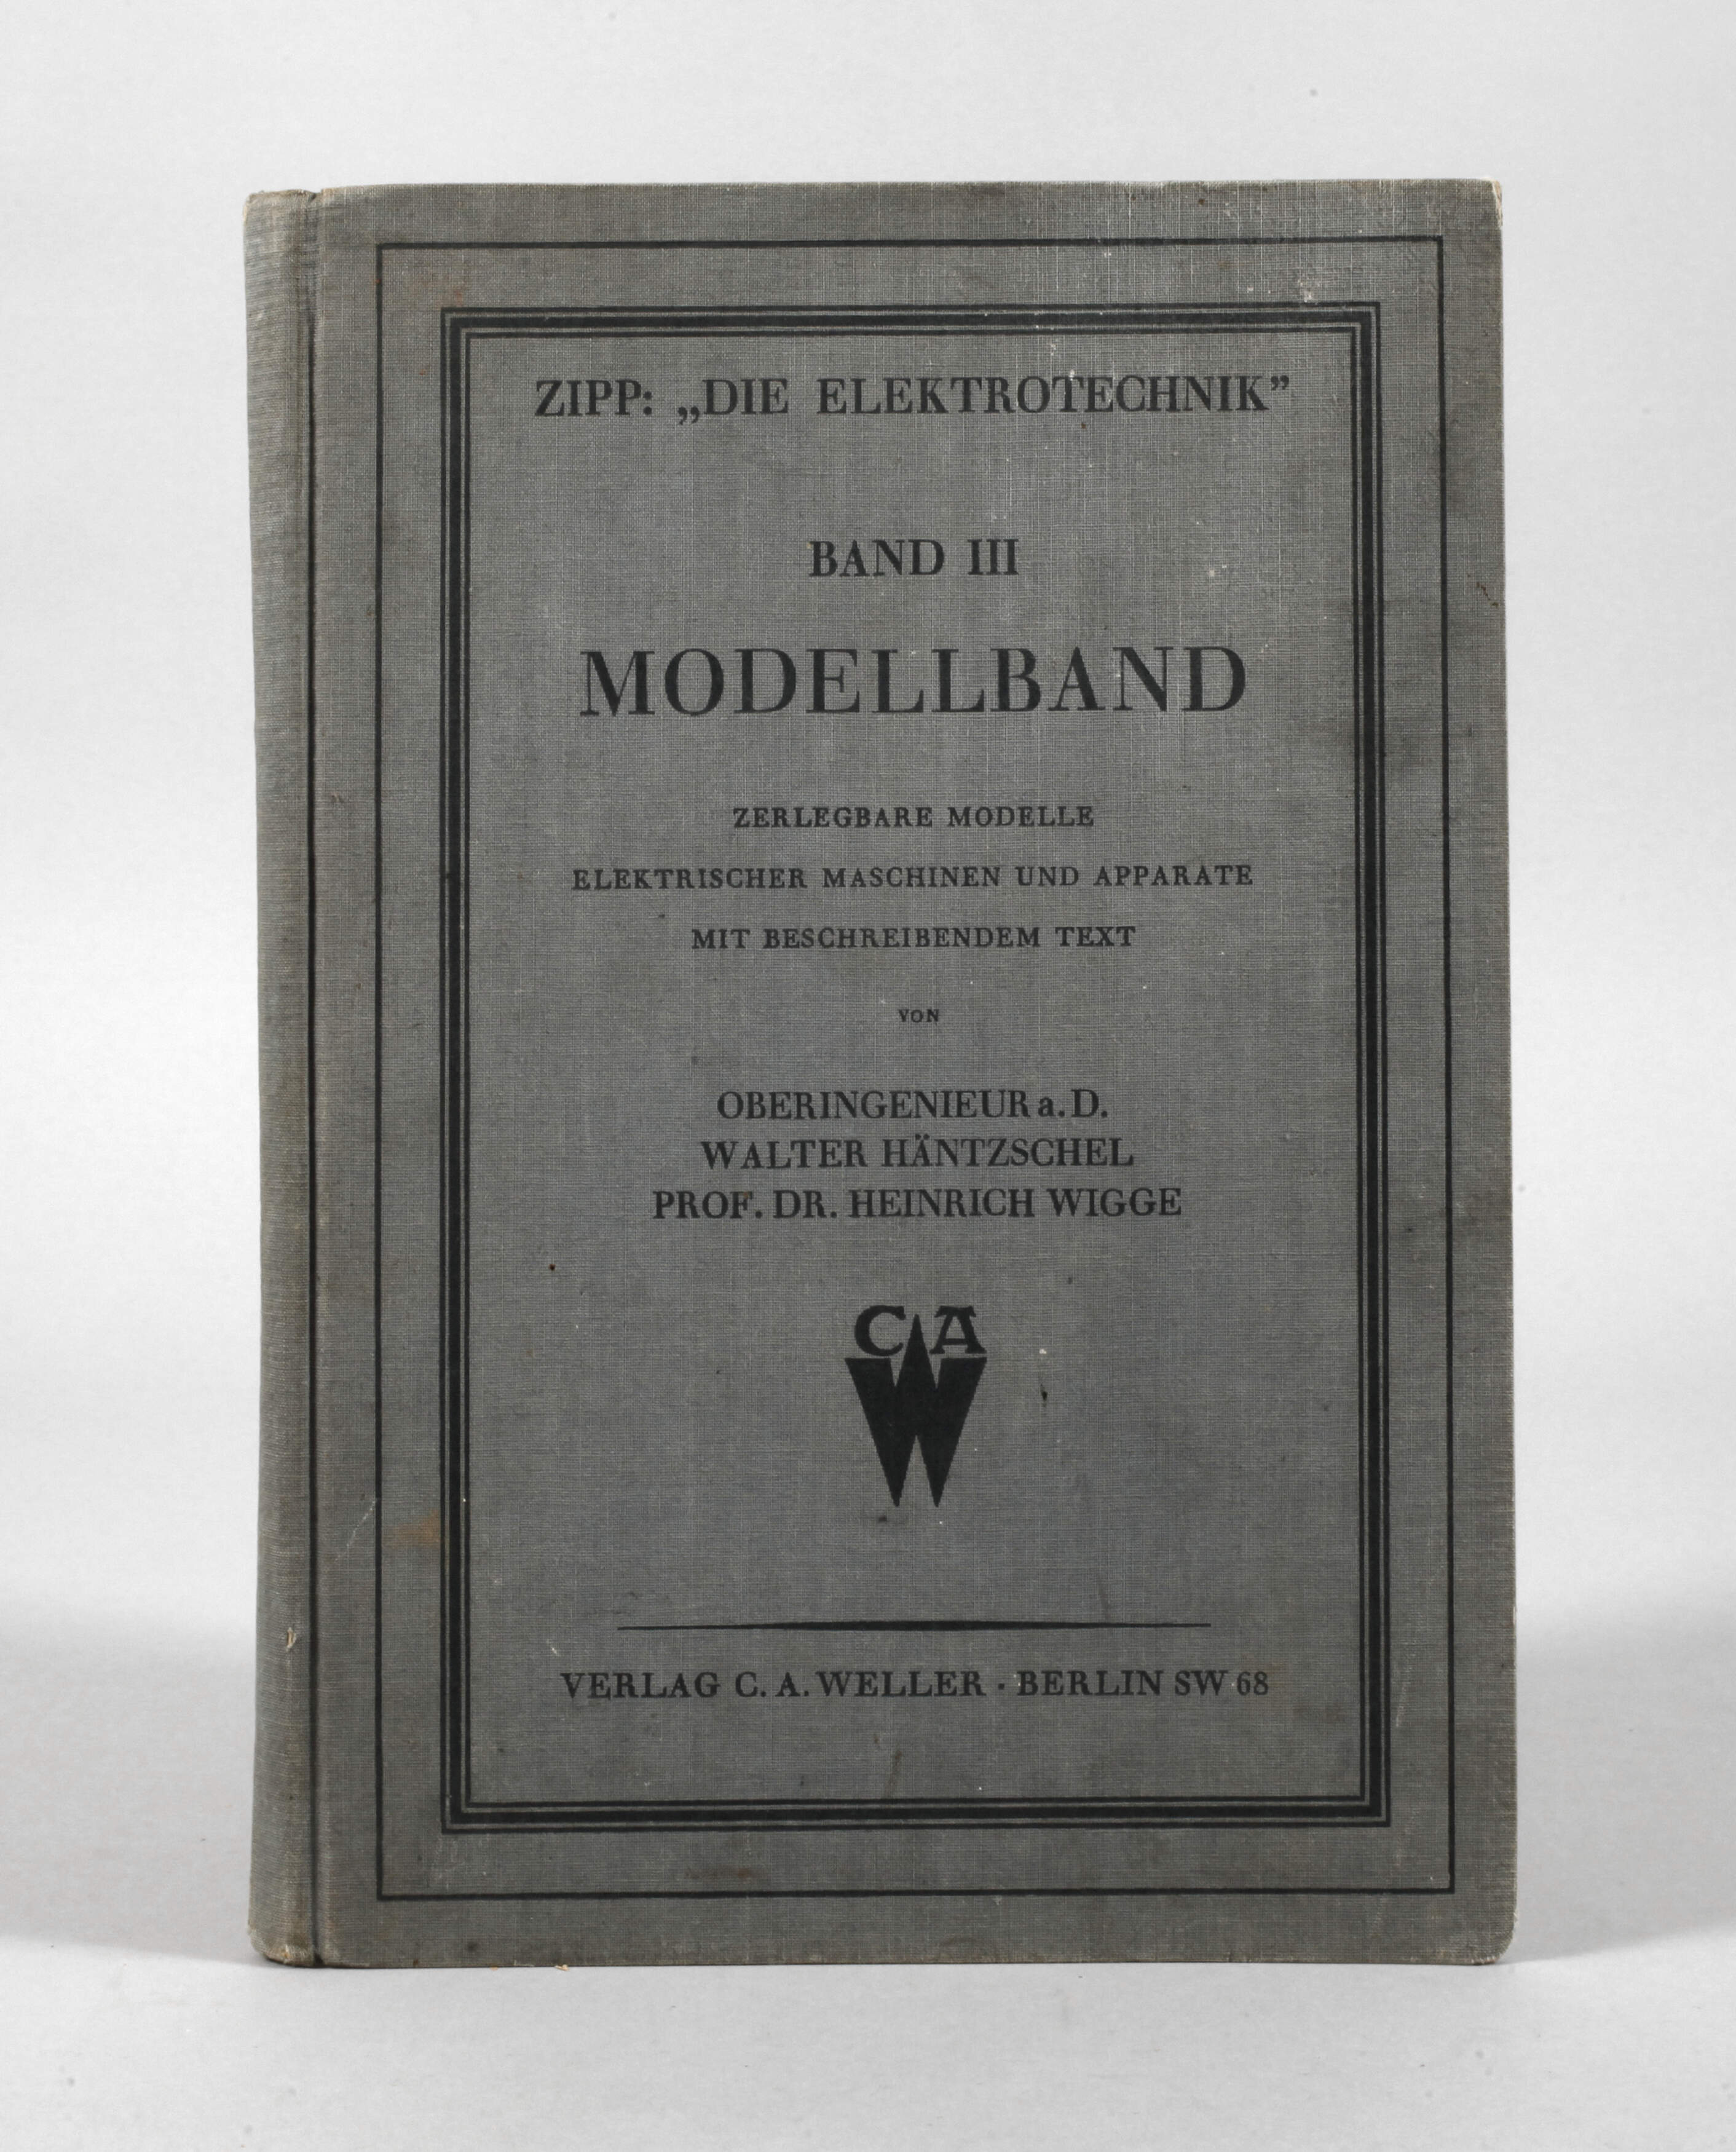 ZIPP: „DIE ELEKTROTECHNIK”
BAND III
MODELLBAND
ZERLEGBARE MODELLE
ELEKTRISCHER MASCHINEN UND APPARATE
MIT BESCHREIBENDEM TEXT
VON
OBERINGENIEUR a. D.
WALTER HÄNTZSCHEL
PROF. DR. HEINRICH WIGGE
C A
W
VERLAG C. A. WELLER · BERLIN SW 68